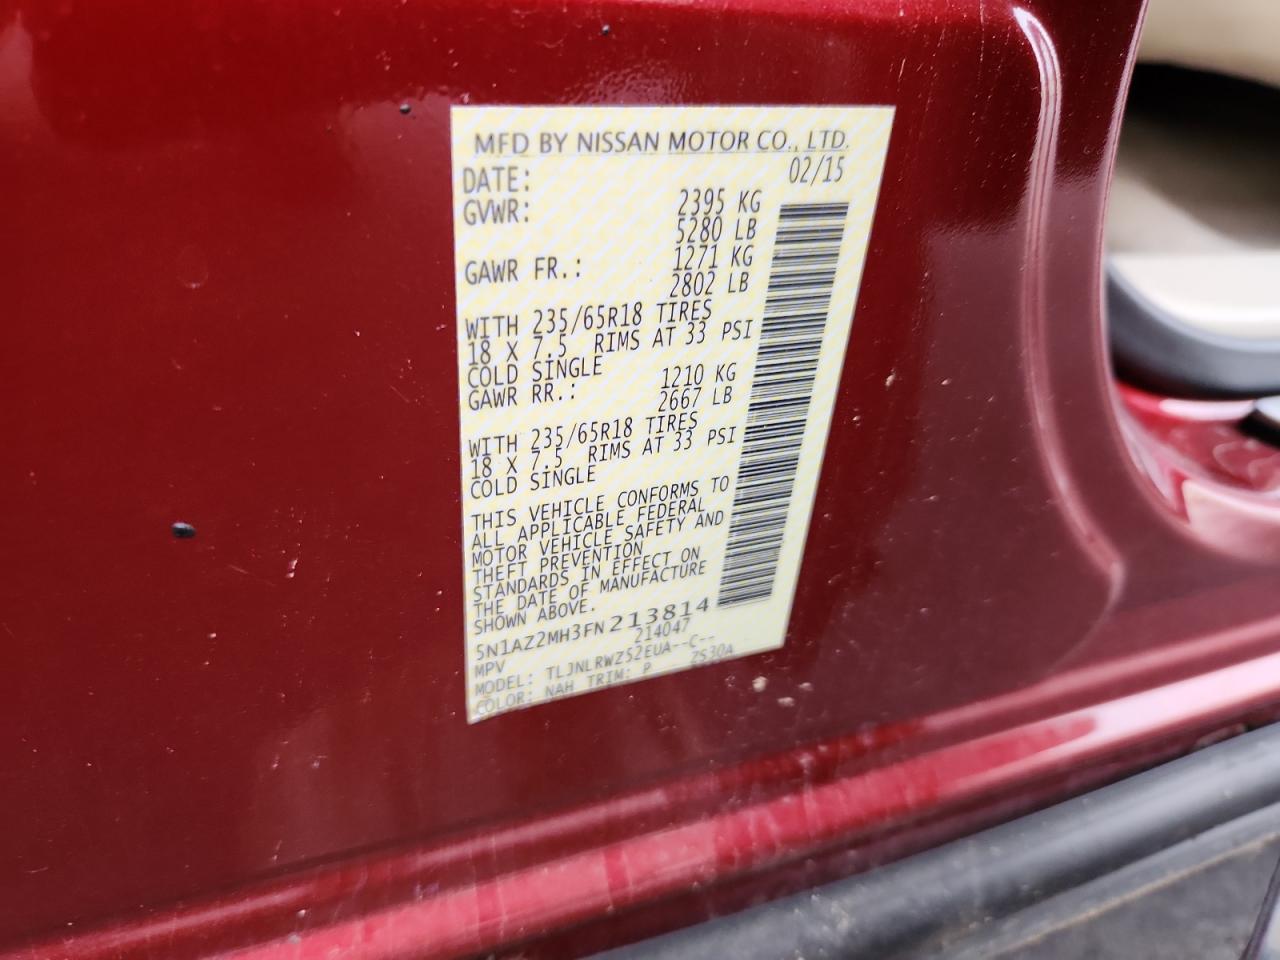 MFD BY NISSAN MOTOR CO., LTD.
DATE: 02/15
GVWR: 2395 KG
5280 LB
GAWR FR.: 1271 KG
2802 LB
WITH 235/65R18 TIRES
18 X 7.5 RIMS AT 33 PSI
COLD SINGLE
GAWR RR.: 1210 KG
2667 LB
WITH 235/65R18 TIRES
18 X 7.5 RIMS AT 33 PSI
COLD SINGLE
THIS VEHICLE CONFORMS TO
ALL APPLICABLE FEDERAL
MOTOR VEHICLE SAFETY AND
THEFT PREVENTION
STANDARDS IN EFFECT ON
THE DATE OF MANUFACTURE
SHOWN ABOVE.
5N1AZ2MH3FN213814
MPV 214047
MODEL: TLJNLRWZ52EUA--C--
COLOR: NAH TRIM: P ZS30A